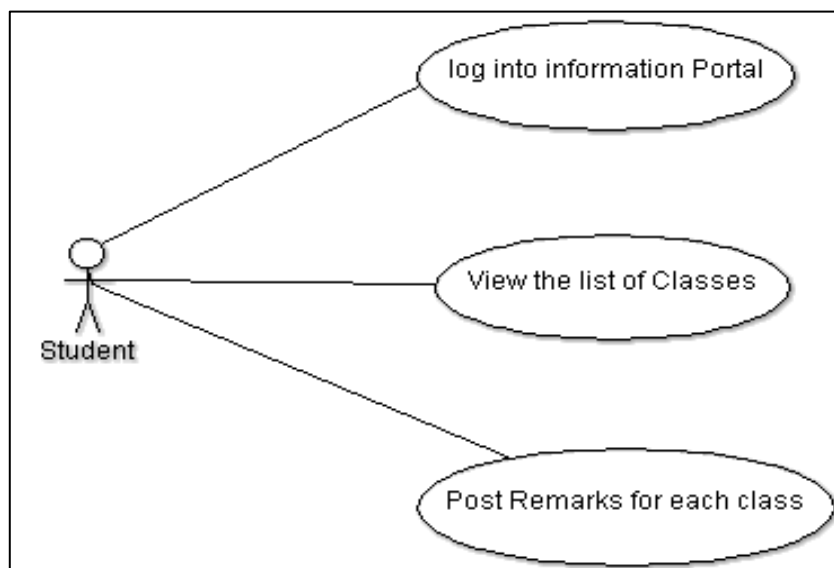 log into information Portal
View the list of Classes
Student
Post Remarks for each class